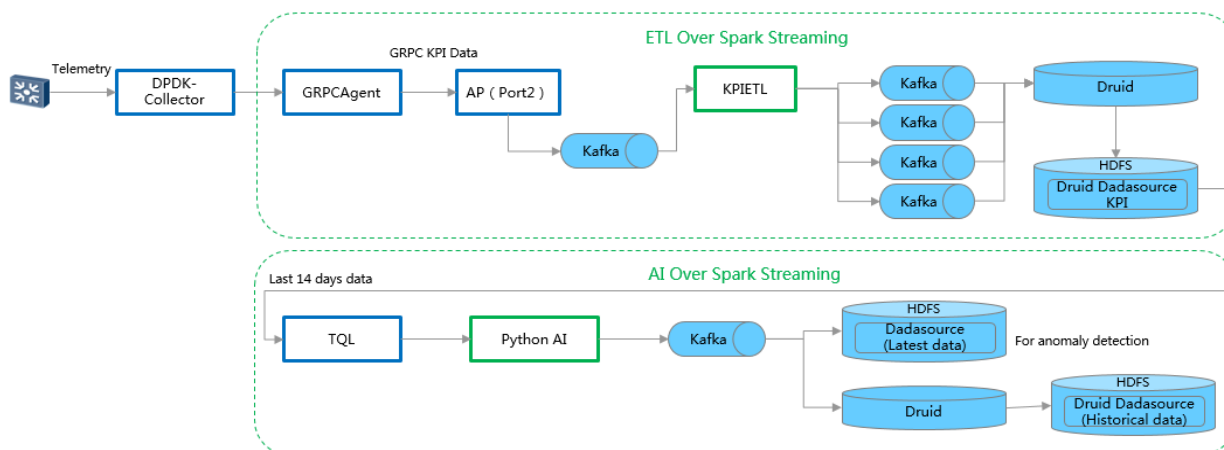 ETL Over Spark Streaming
GRPC KPI Data
Telemetry
DPDK-
Collector
GRPCAgent
AP（Port2）
KPIETL
Kafka
Kafka
Kafka
Kafka
Kafka
Druid
HDFS
Druid Dadasource
KPI
AI Over Spark Streaming
Last 14 days data
TQL
Python AI
Kafka
HDFS
Dadasource
(Latest data)
For anomaly detection
Druid
HDFS
Druid Dadasource
(Historical data)